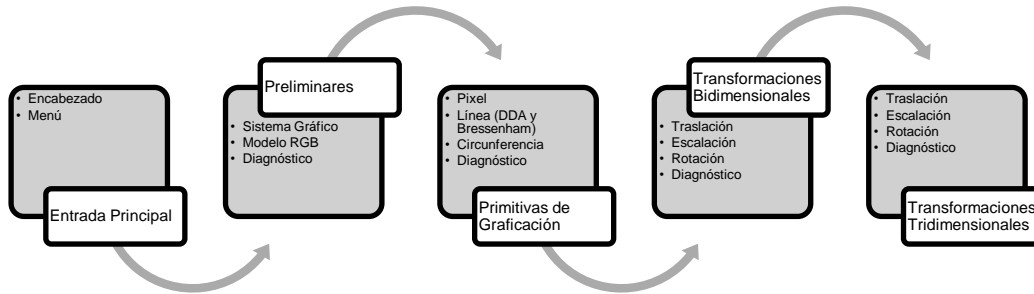 • Encabezado
• Menú
Entrada Principal
Preliminares
• Sistema Gráfico
• Modelo RGB
• Diagnóstico
• Pixel
• Línea (DDA y
Bressenham)
• Circunferencia
• Diagnóstico
Primitivas de
Graficación
Transformaciones
Bidimensionales
• Traslación
• Escalación
• Rotación
• Diagnóstico
• Traslación
• Escalación
• Rotación
• Diagnóstico
Transformaciones
Tridimensionales